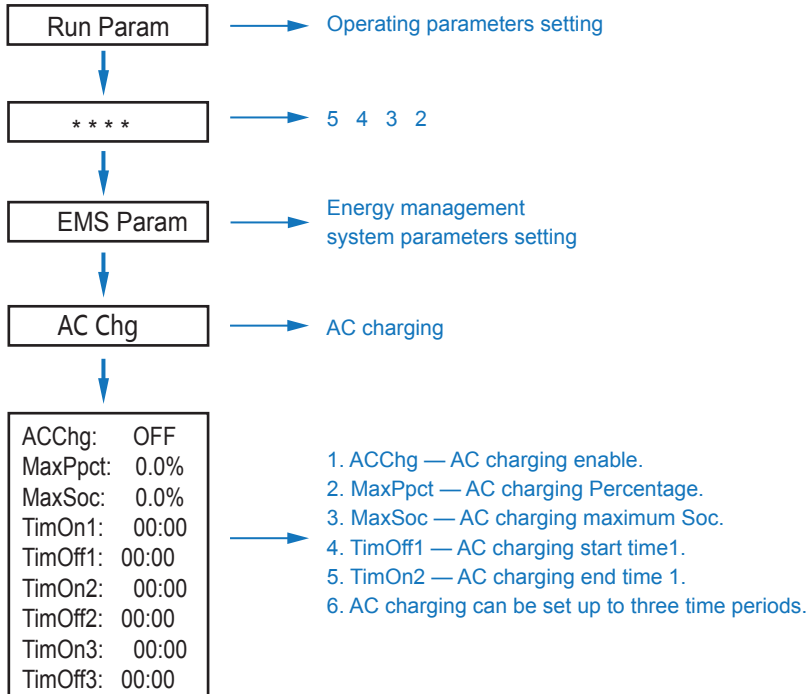 Run Param
Operating parameters setting
* * * *
5 4 3 2
EMS Param
Energy management
system parameters setting
AC Chg
AC charging
ACChg: OFF
MaxPpct: 0.0%
MaxSoc: 0.0%
TimOn1: 00:00
TimOff1: 00:00
TimOn2: 00:00
TimOff2: 00:00
TimOn3: 00:00
TimOff3: 00:00
1. ACChg — AC charging enable.
2. MaxPpct — AC charging Percentage.
3. MaxSoc — AC charging maximum Soc.
4. TimOff1 — AC charging start time1.
5. TimOn2 — AC charging end time 1.
6. AC charging can be set up to three time periods.